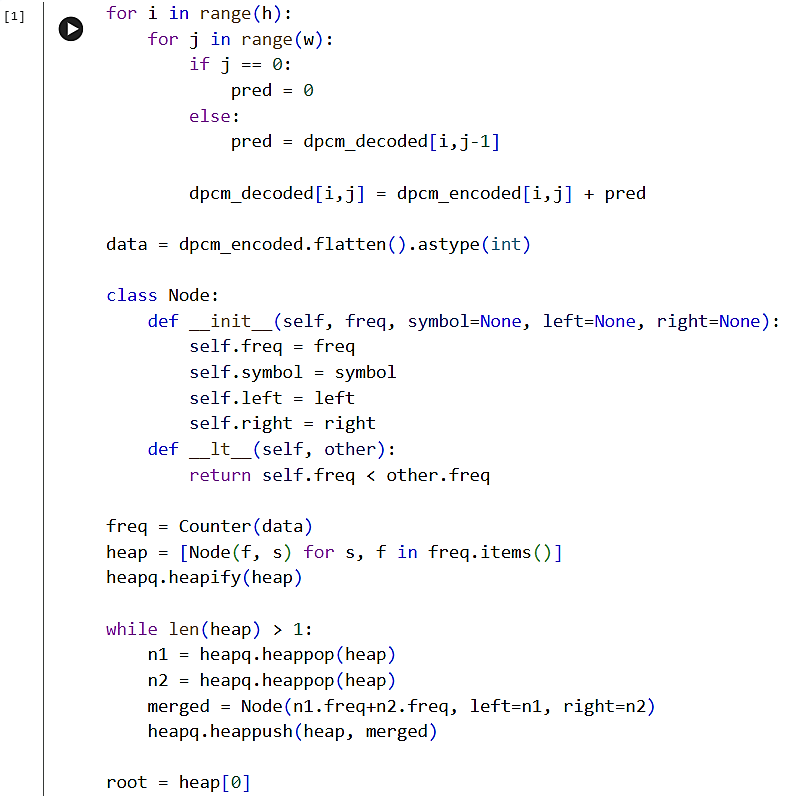 [1]
for i in range(h):
    for j in range(w):
        if j == 0:
            pred = 0
        else:
            pred = dpcm_decoded[i,j-1]

        dpcm_decoded[i,j] = dpcm_encoded[i,j] + pred

data = dpcm_encoded.flatten().astype(int)

class Node:
    def __init__(self, freq, symbol=None, left=None, right=None):
        self.freq = freq
        self.symbol = symbol
        self.left = left
        self.right = right
    def __lt__(self, other):
        return self.freq < other.freq

freq = Counter(data)
heap = [Node(f, s) for s, f in freq.items()]
heapq.heapify(heap)

while len(heap) > 1:
    n1 = heapq.heappop(heap)
    n2 = heapq.heappop(heap)
    merged = Node(n1.freq+n2.freq, left=n1, right=n2)
    heapq.heappush(heap, merged)

root = heap[0]